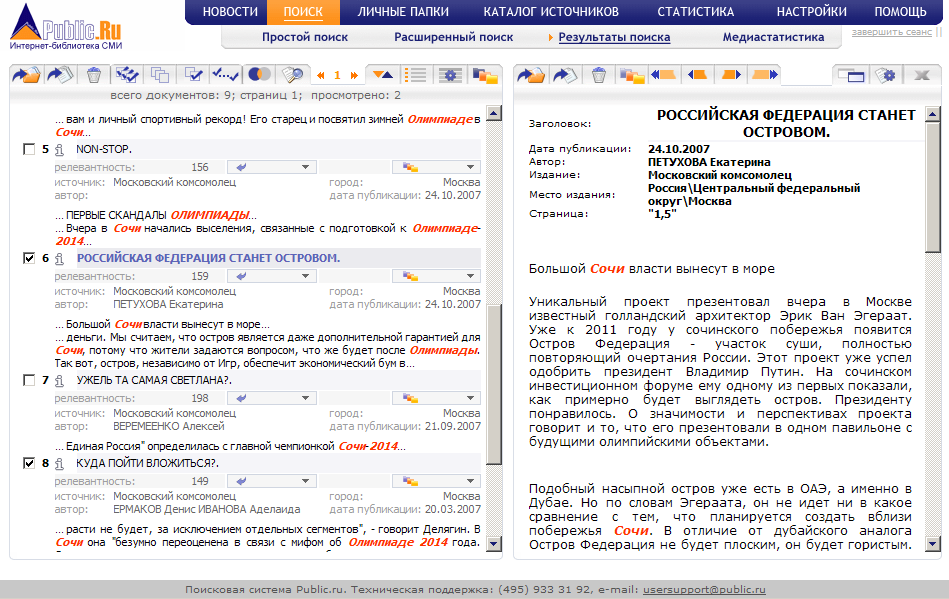 Public.Ru
Интернет-библиотека СМИ
НОВОСТИ ПОИСК ЛИЧНЫЕ ПАПКИ КАТАЛОГ ИСТОЧНИКОВ СТАТИСТИКА НАСТРОЙКИ ПОМОЩЬ
Простой поиск Расширенный поиск Результаты поиска Медиастатистика
завершить сеанс
1
всего документов: 9; страниц 1; просмотрено: 2
... вам и личный спортивный рекорд! Его старец и посвятил зимней Олимпиаде в
Сочи...
5 NON-STOP.
релевантность: 156
источник: Московский комсомолец город: Москва
автор: дата публикации: 24.10.2007
... ПЕРВЫЕ СКАНДАЛЫ ОЛИМПИАДЫ...
... Вчера в Сочи начались выселения, связанные с подготовкой к Олимпиаде-
2014...
6 РОССИЙСКАЯ ФЕДЕРАЦИЯ СТАНЕТ ОСТРОВОМ.
релевантность: 159
источник: Московский комсомолец город: Москва
автор: ПЕТУХОВА Екатерина дата публикации: 24.10.2007
... Большой Сочи власти вынесут в море...
... деньги. Мы считаем, что остров является даже дополнительной гарантией для
Сочи, потому что жители задаются вопросом, что же будет после Олимпиады.
Так вот, остров, независимо от Игр, обеспечит экономический бум в...
7 УЖЕЛЬ ТА САМАЯ СВЕТЛАНА?.
релевантность: 198
источник: Московский комсомолец город: Москва
автор: ВЕРЕМЕЕНКО Алексей дата публикации: 21.09.2007
... Единая Россия" определилась с главной чемпионкой Сочи-2014...
8 КУДА ПОЙТИ ВЛОЖИТЬСЯ?.
релевантность: 149
источник: Московский комсомолец город: Москва
автор: ЕРМАКОВ Денис ИВАНОВА Аделаида дата публикации: 20.03.2007
... расти не будет, за исключением отдельных сегментов", - говорит Делягин. В
Сочи она "безумно переоценена в связи с мифом об Олимпиаде 2014 года.
Заголовок: РОССИЙСКАЯ ФЕДЕРАЦИЯ СТАНЕТ
ОСТРОВОМ.
Дата публикации: 24.10.2007
Автор: ПЕТУХОВА Екатерина
Издание: Московский комсомолец
Место издания: Россия\Центральный федеральный
округ\Москва
Страница: "1,5"
Большой Сочи власти вынесут в море
Уникальный проект презентовал вчера в Москве
известный голландский архитектор Эрик Ван Эгераат.
Уже к 2011 году у сочинского побережья появится
Остров Федерация - участок суши, полностью
повторяющий очертания России. Этот проект уже успел
одобрить президент Владимир Путин. На сочинском
инвестиционном форуме ему одному из первых показали,
как примерно будет выглядеть остров. Президенту
понравилось. О значимости и перспективах проекта
говорит и то, что его презентовали в одном павильоне с
будущими олимпийскими объектами.
Подобный насыпной остров уже есть в ОАЭ, а именно в
Дубае. Но по словам Эгераата, он не идет ни в какое
сравнение с тем, что планируется создать вблизи
побережья Сочи. В отличие от дубайского аналога
Остров Федерация не будет плоским, он будет гористым.
Поисковая система Public.ru. Техническая поддержка: (495) 933 31 92, e-mail: usersupport@public.ru